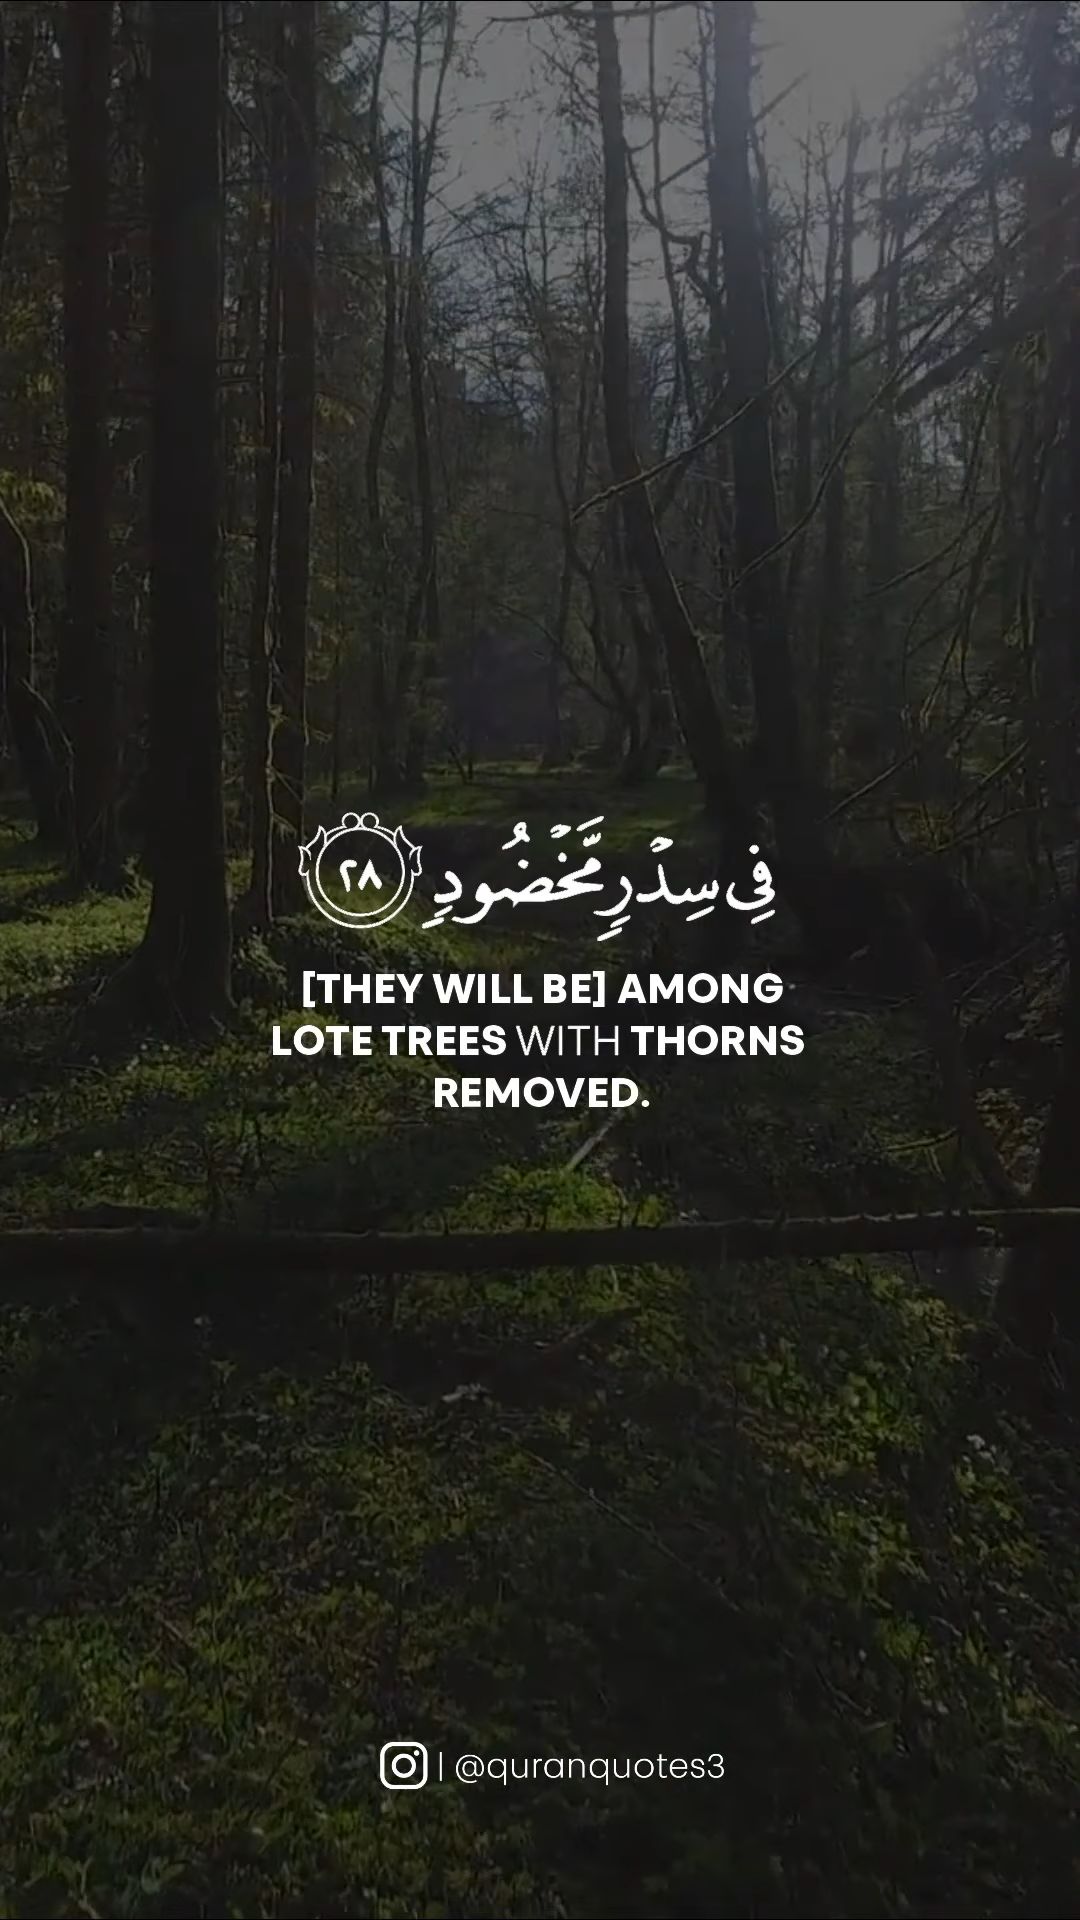 فِي سِدْرٍ مَّخْضُودٍ ٢٨
[THEY WILL BE] AMONG
LOTE TREES WITH THORNS
REMOVED.
| @quranquotes3